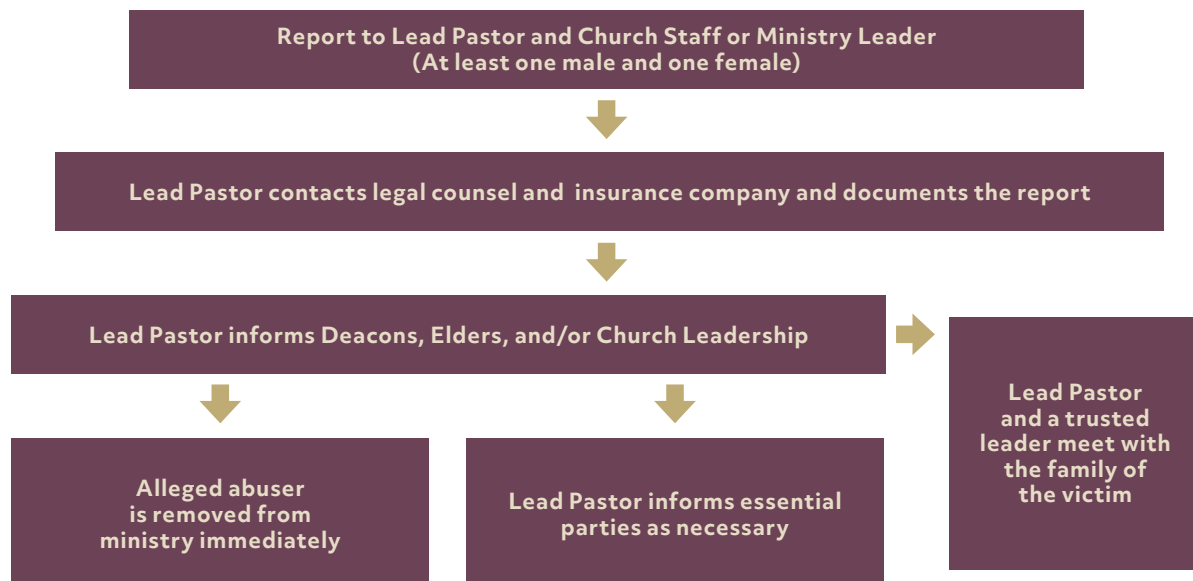 Report to Lead Pastor and Church Staff or Ministry Leader
(At least one male and one female)
Lead Pastor contacts legal counsel and insurance company and documents the report
Lead Pastor informs Deacons, Elders, and/or Church Leadership
Alleged abuser
is removed from
ministry immediately
Lead Pastor informs essential
parties as necessary
Lead Pastor
and a trusted
leader meet with
the family of
the victim